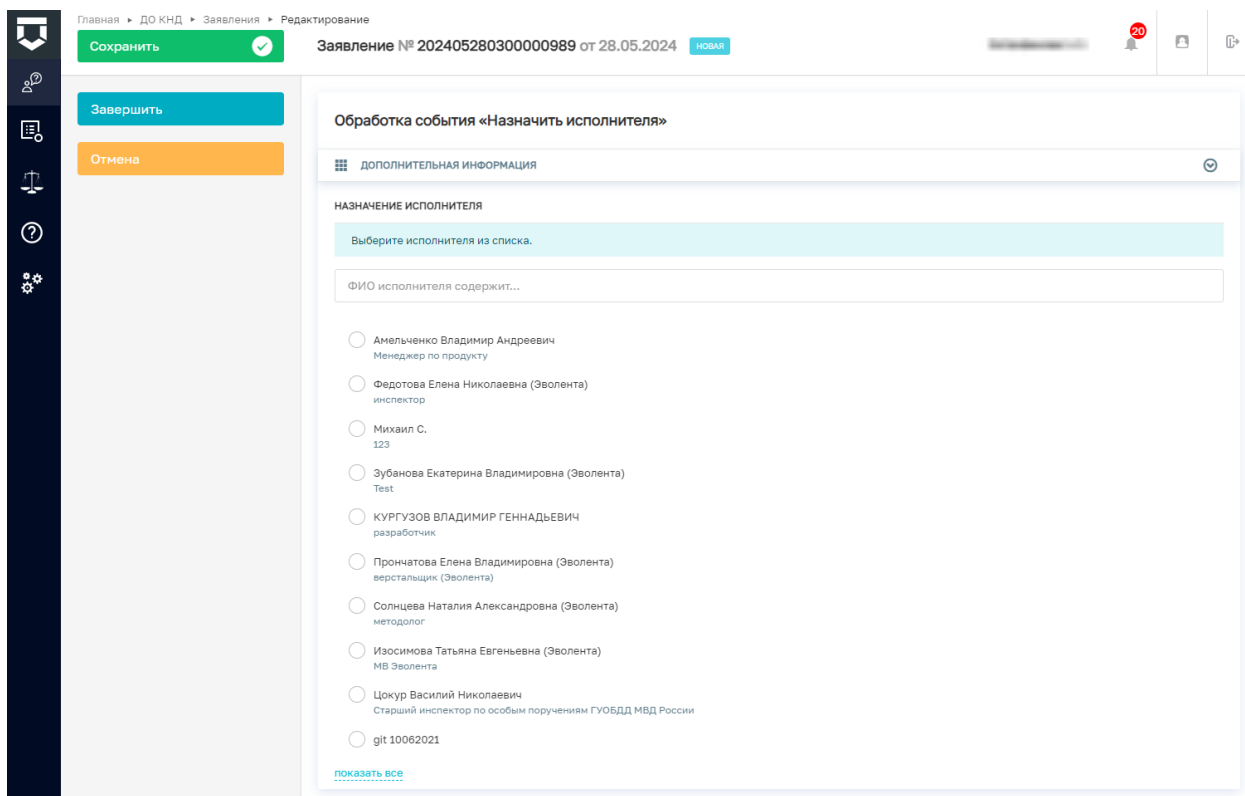 Главная ▸ ДО КНД ▸ Заявления ▸ Редактирование
Сохранить
Заявление № 202405280300000989 от 28.05.2024 НОВАЯ
20
Завершить
Отмена
Обработка события «Назначить исполнителя»
ДОПОЛНИТЕЛЬНАЯ ИНФОРМАЦИЯ
НАЗНАЧЕНИЕ ИСПОЛНИТЕЛЯ
Выберите исполнителя из списка.
ФИО исполнителя содержит...
Амельченко Владимир Андреевич
Менеджер по продукту
Федотова Елена Николаевна (Эволента)
инспектор
Михаил С.
123
Зубанова Екатерина Владимировна (Эволента)
Test
КУРГУЗОВ ВЛАДИМИР ГЕННАДЬЕВИЧ
разработчик
Прончатова Елена Владимировна (Эволента)
верстальщик (Эволента)
Солнцева Наталия Александровна (Эволента)
методолог
Изосимова Татьяна Евгеньевна (Эволента)
МВ Эволента
Цокур Василий Николаевич
Старший инспектор по особым поручениям ГУОБДД МВД России
git 10062021
показать все